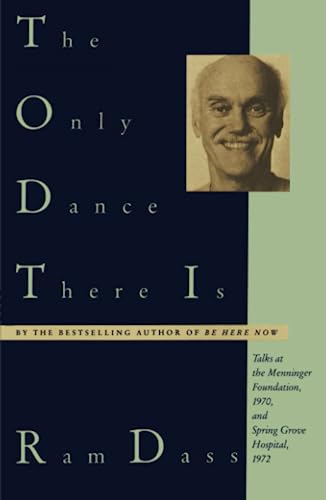 The
Only
Dance
There Is
BY THE BESTSELLING AUTHOR OF BE HERE NOW
Talks at
the Menninger
Foundation,
1970,
and
Spring Grove
Hospital,
1972
Ram Dass